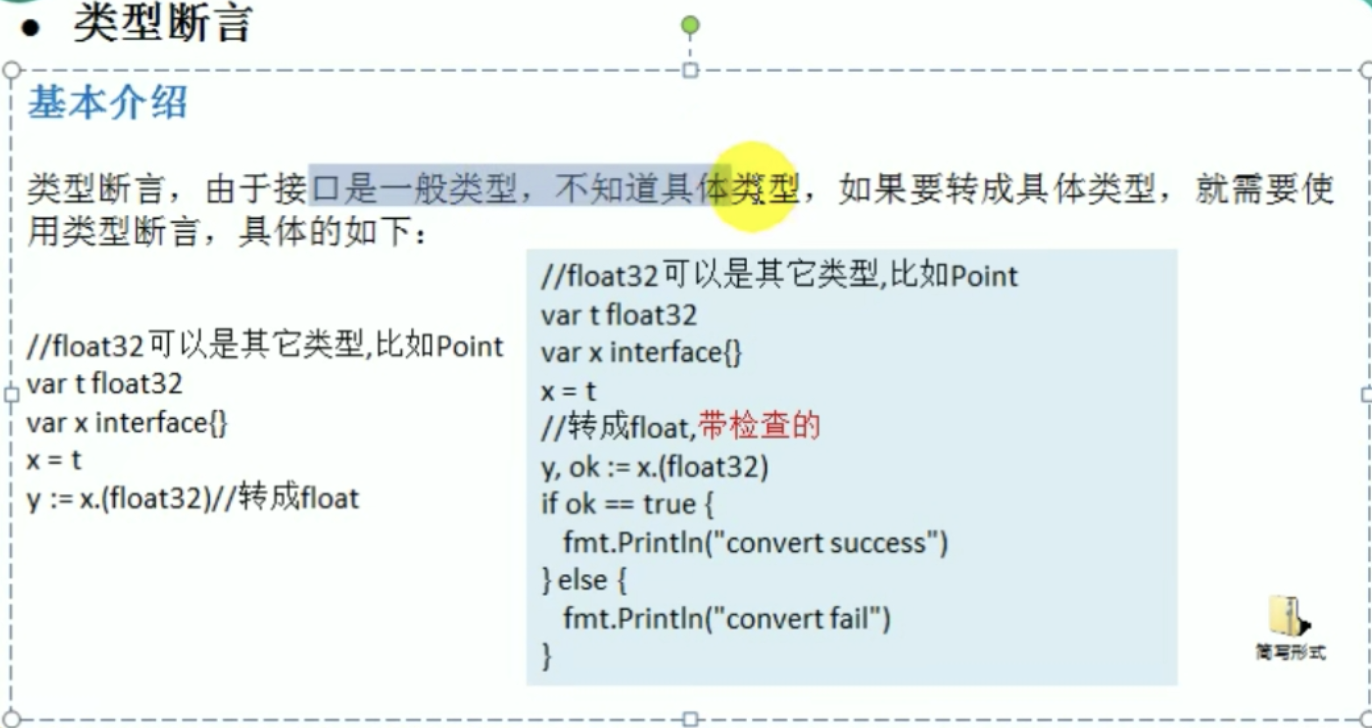 • 类型断言
基本介绍
类型断言，由于接口是一般类型，不知道具体类型，如果要转成具体类型，就需要使
用类型断言，具体的如下：
//float32可以是其它类型,比如Point
var t float32
var x interface{}
x = t
y := x.(float32)//转成float
//float32可以是其它类型,比如Point
var t float32
var x interface{}
x = t
//转成float,带检查的
y, ok := x.(float32)
if ok == true {
fmt.Println("convert success")
} else {
fmt.Println("convert fail")
}
简写形式